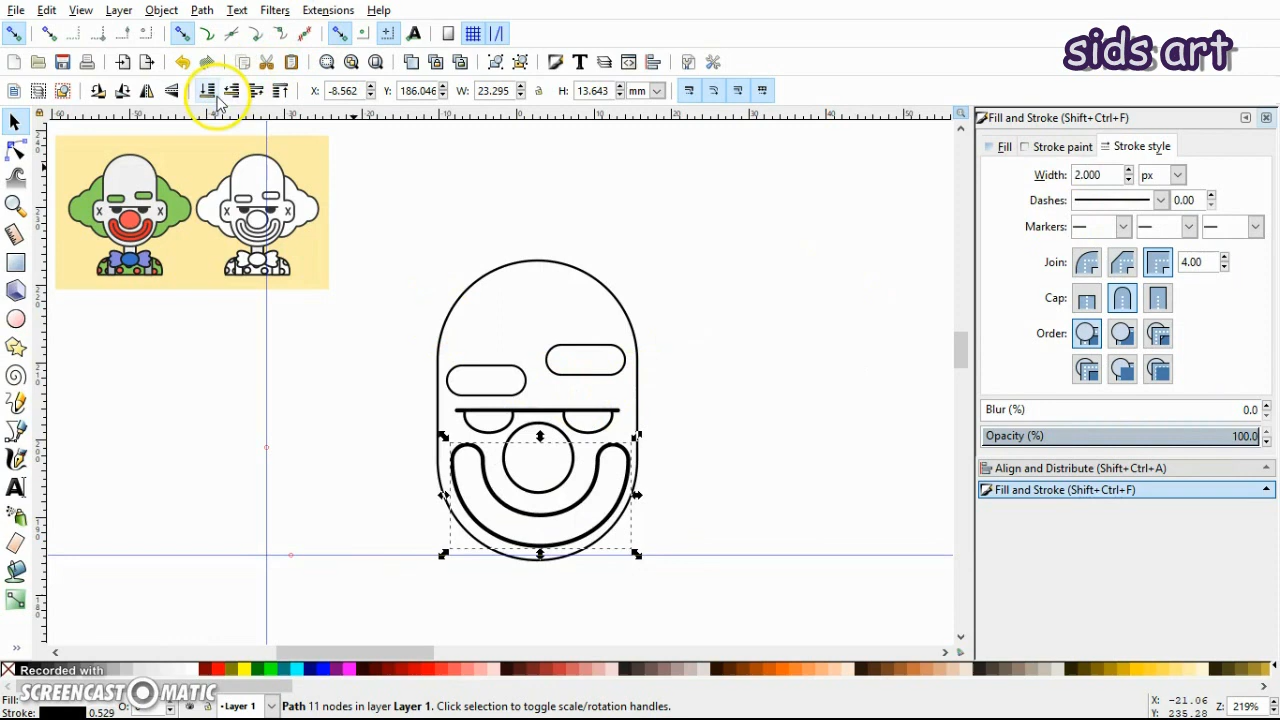 File Edit View Layer Object Path Text Filters Extensions Help
sids art
X: -8.562 Y: 186.046 W: 23.295 H: 13.643 mm
Fill and Stroke (Shift+Ctrl+F)
Fill Stroke paint Stroke style
Width: 2.000 px
Dashes: 0.00
Markers:
Join: 4.00
Cap:
Order:
Blur (%) 0.0
Opacity (%) 100.0
Align and Distribute (Shift+Ctrl+A)
Fill and Stroke (Shift+Ctrl+F)
Recorded with
SCREENCAST MATIC
Fill:
Stroke: 0.529 O: Layer 1 Path 11 nodes in layer Layer 1. Click selection to toggle scale/rotation handles.
X: -21.06
Y: 235.28
Z: 219%